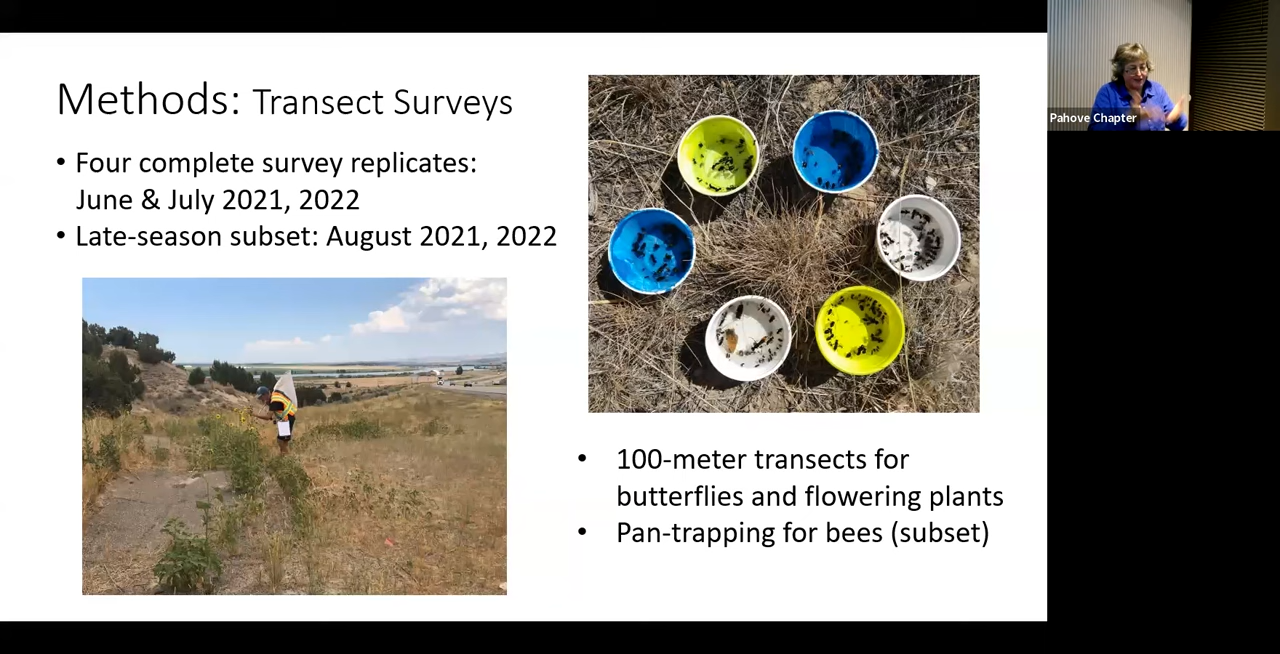 Methods: Transect Surveys
• Four complete survey replicates:
June & July 2021, 2022
• Late-season subset: August 2021, 2022
• 100-meter transects for
butterflies and flowering plants
• Pan-trapping for bees (subset)
Pahove Chapter